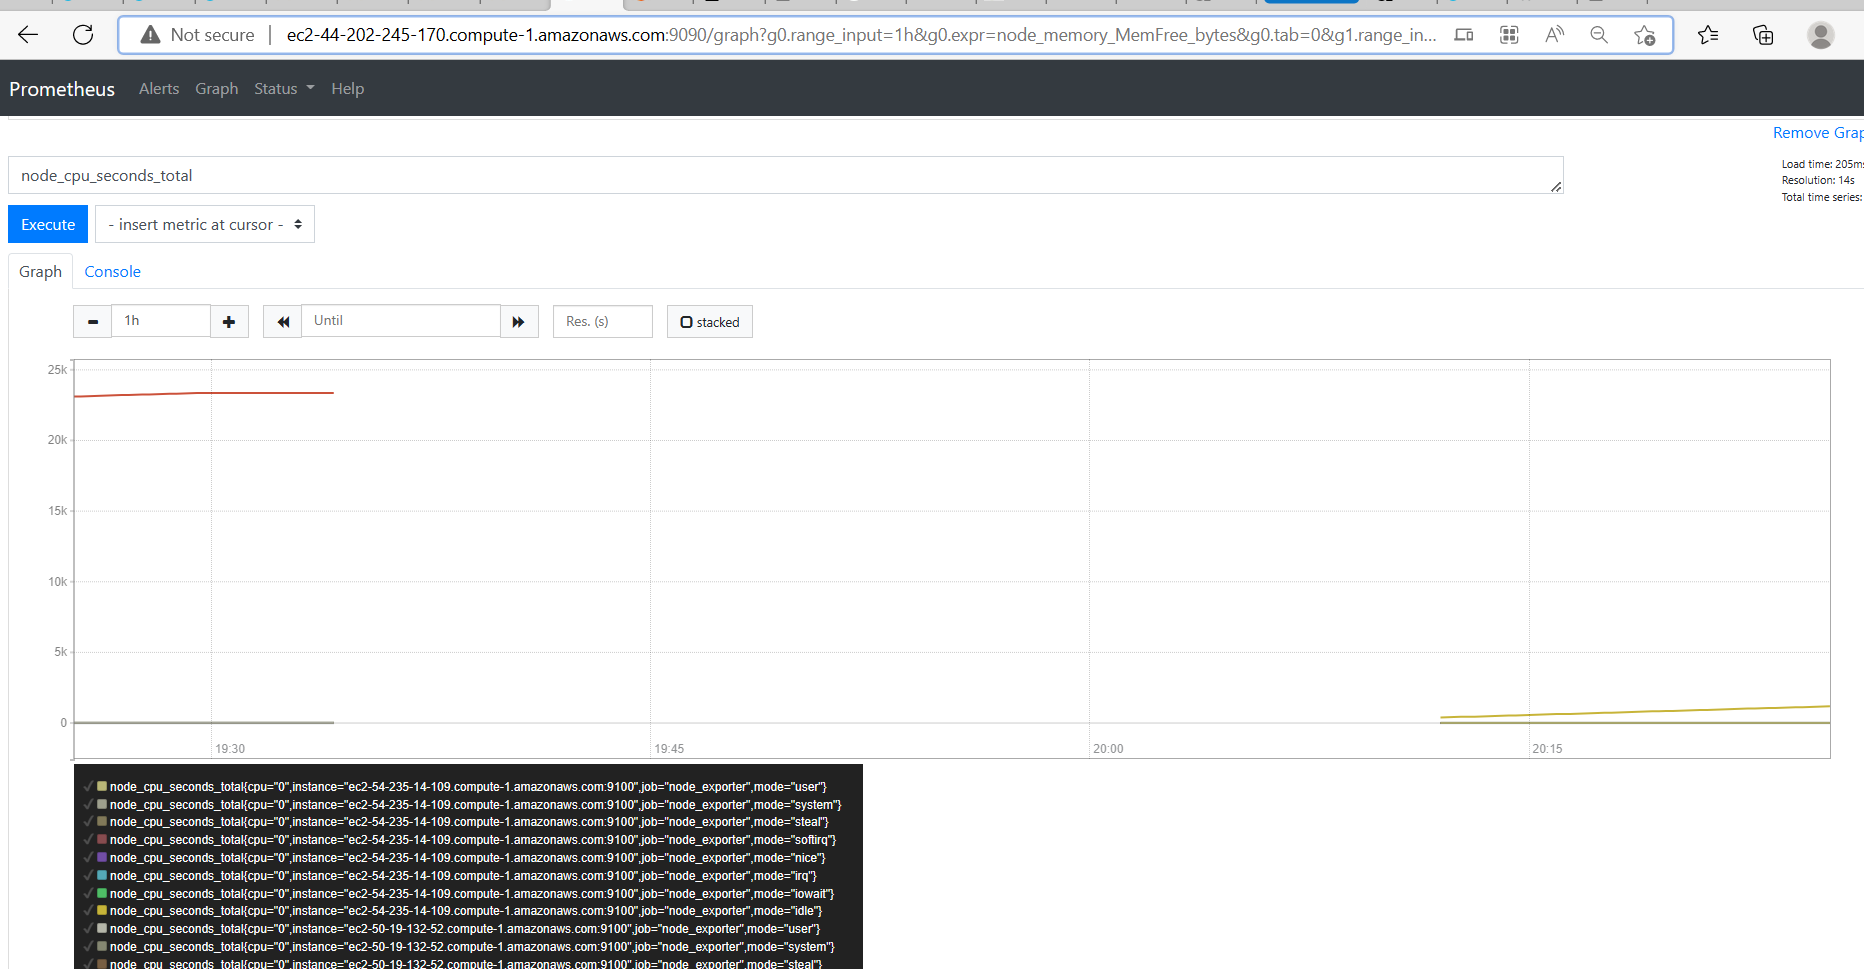 Not secure
ec2-44-202-245-170.compute-1.amazonaws.com:9090/graph?g0.range_input=1h&g0.expr=node_memory_MemFree_bytes&g0.tab=0&g1.range_in...
Prometheus Alerts Graph Status Help
Remove
node_cpu_seconds_total
Load time: 205ms
Resolution: 14s
Total time series:
Execute - insert metric at cursor -
Graph Console
1h Until Res. (s) stacked
25k
20k
15k
10k
5k
0
19:30 19:45 20:00 20:15
node_cpu_seconds_total{cpu="0",instance="ec2-54-235-14-109.compute-1.amazonaws.com:9100",job="node_exporter",mode="user"}
node_cpu_seconds_total{cpu="0",instance="ec2-54-235-14-109.compute-1.amazonaws.com:9100",job="node_exporter",mode="system"}
node_cpu_seconds_total{cpu="0",instance="ec2-54-235-14-109.compute-1.amazonaws.com:9100",job="node_exporter",mode="steal"}
node_cpu_seconds_total{cpu="0",instance="ec2-54-235-14-109.compute-1.amazonaws.com:9100",job="node_exporter",mode="softirq"}
node_cpu_seconds_total{cpu="0",instance="ec2-54-235-14-109.compute-1.amazonaws.com:9100",job="node_exporter",mode="nice"}
node_cpu_seconds_total{cpu="0",instance="ec2-54-235-14-109.compute-1.amazonaws.com:9100",job="node_exporter",mode="irq"}
node_cpu_seconds_total{cpu="0",instance="ec2-54-235-14-109.compute-1.amazonaws.com:9100",job="node_exporter",mode="iowait"}
node_cpu_seconds_total{cpu="0",instance="ec2-54-235-14-109.compute-1.amazonaws.com:9100",job="node_exporter",mode="idle"}
node_cpu_seconds_total{cpu="0",instance="ec2-50-19-132-52.compute-1.amazonaws.com:9100",job="node_exporter",mode="user"}
node_cpu_seconds_total{cpu="0",instance="ec2-50-19-132-52.compute-1.amazonaws.com:9100",job="node_exporter",mode="system"}
node_cpu_seconds_total{cpu="0",instance="ec2-50-19-132-52.compute-1.amazonaws.com:9100",job="node_exporter",mode="steal"}